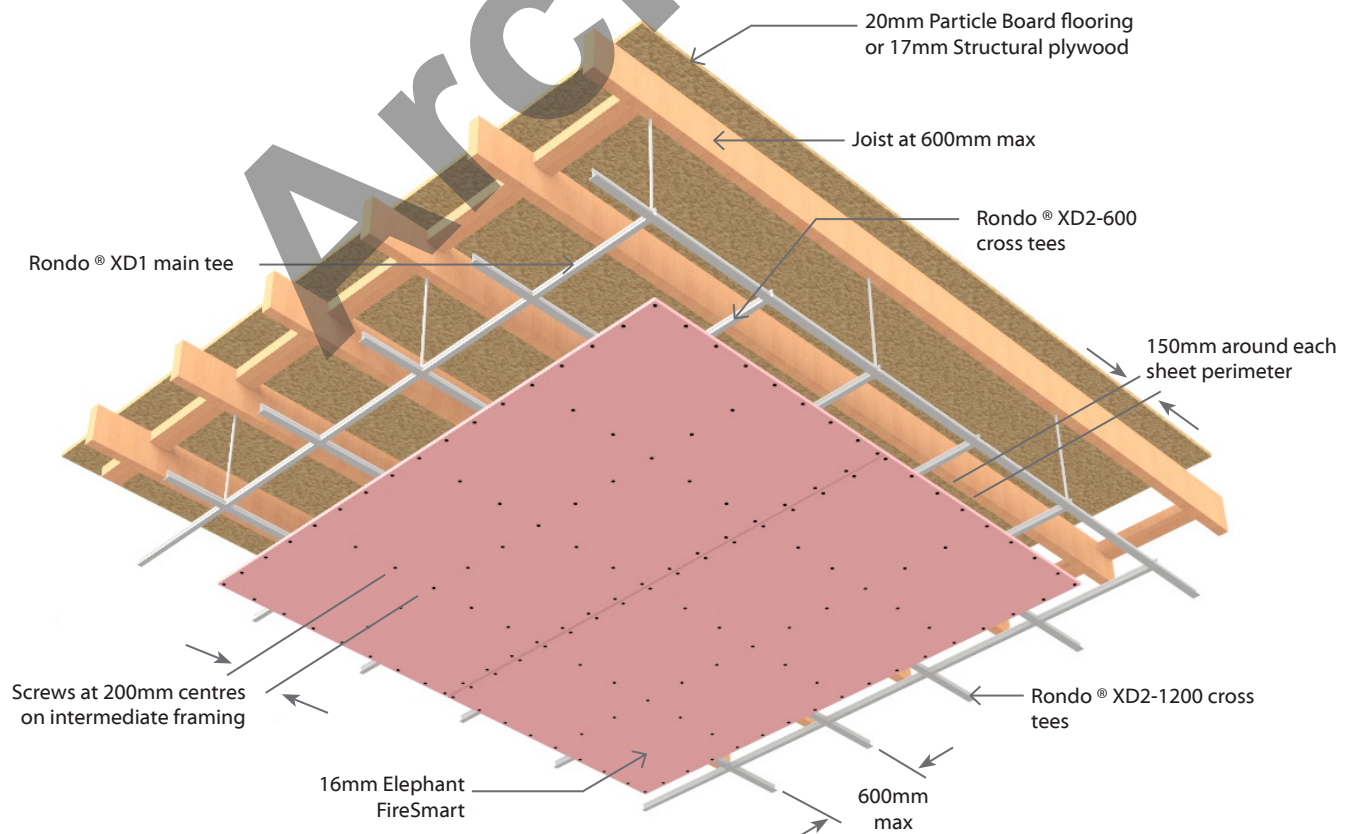 20mm Particle Board flooring
or 17mm Structural plywood
Joist at 600mm max
Rondo ® XD2-600
cross tees
Rondo ® XD1 main tee
150mm around each
sheet perimeter
Screws at 200mm centres
on intermediate framing
Rondo ® XD2-1200 cross
tees
16mm Elephant
FireSmart
600mm
max